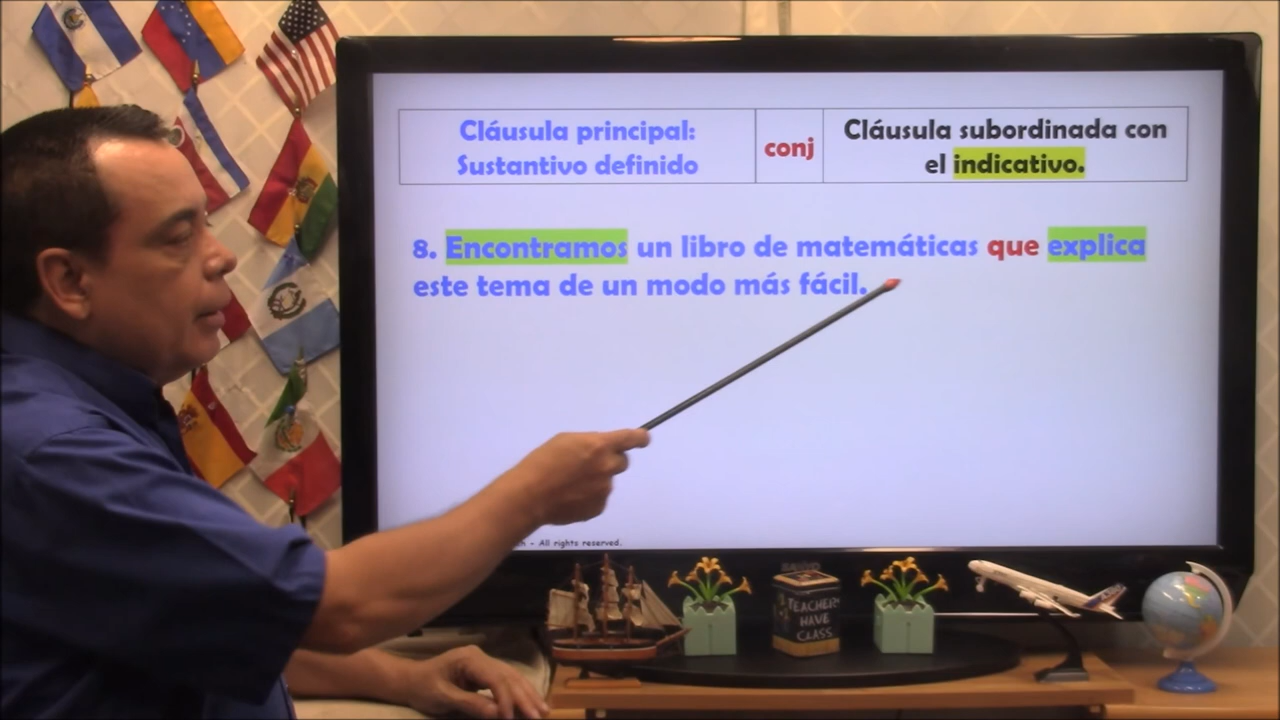 Cláusula principal:
Sustantivo definido
conj
Cláusula subordinada con
el indicativo.
8. Encontramos un libro de matemáticas que explica
este tema de un modo más fácil.
- All rights reserved.
TEACHERS
HAVE
CLASS